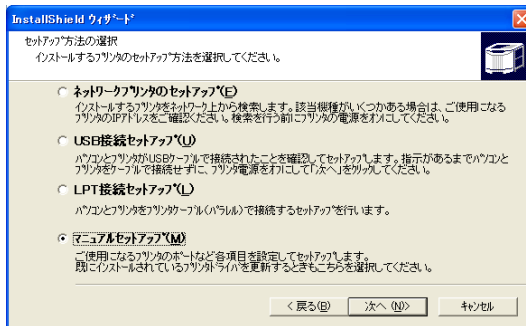 InstallShield ウィザード
セットアップ方法の選択
インストールするプリンタのセットアップ方法を選択してください。
ネットワークプリンタのセットアップ(E)
インストールするプリンタをネットワーク上から検索します。該当機種がいくつかある場合は、ご使用になる
プリンタのIPアドレスをご確認ください。検索を行う前にプリンタの電源をオンにしてください。
USB接続セットアップ(U)
パソコンとプリンタがUSBケーブルで接続されたことを確認してセットアップします。指示があるまでパソコンと
プリンタをケーブルで接続せずに、プリンタ電源をオフにして「次へ」をクリックしてください。
LPT接続セットアップ(L)
パソコンとプリンタをプリンタケーブル(パラレル)で接続するセットアップを行います。
マニュアルセットアップ(M)
ご使用になるプリンタのポートなど各項目を設定してセットアップします。
既にインストールされているプリンタドライバを更新するときもこちらを選択してください。
< 戻る(B) 次へ (N)> キャンセル